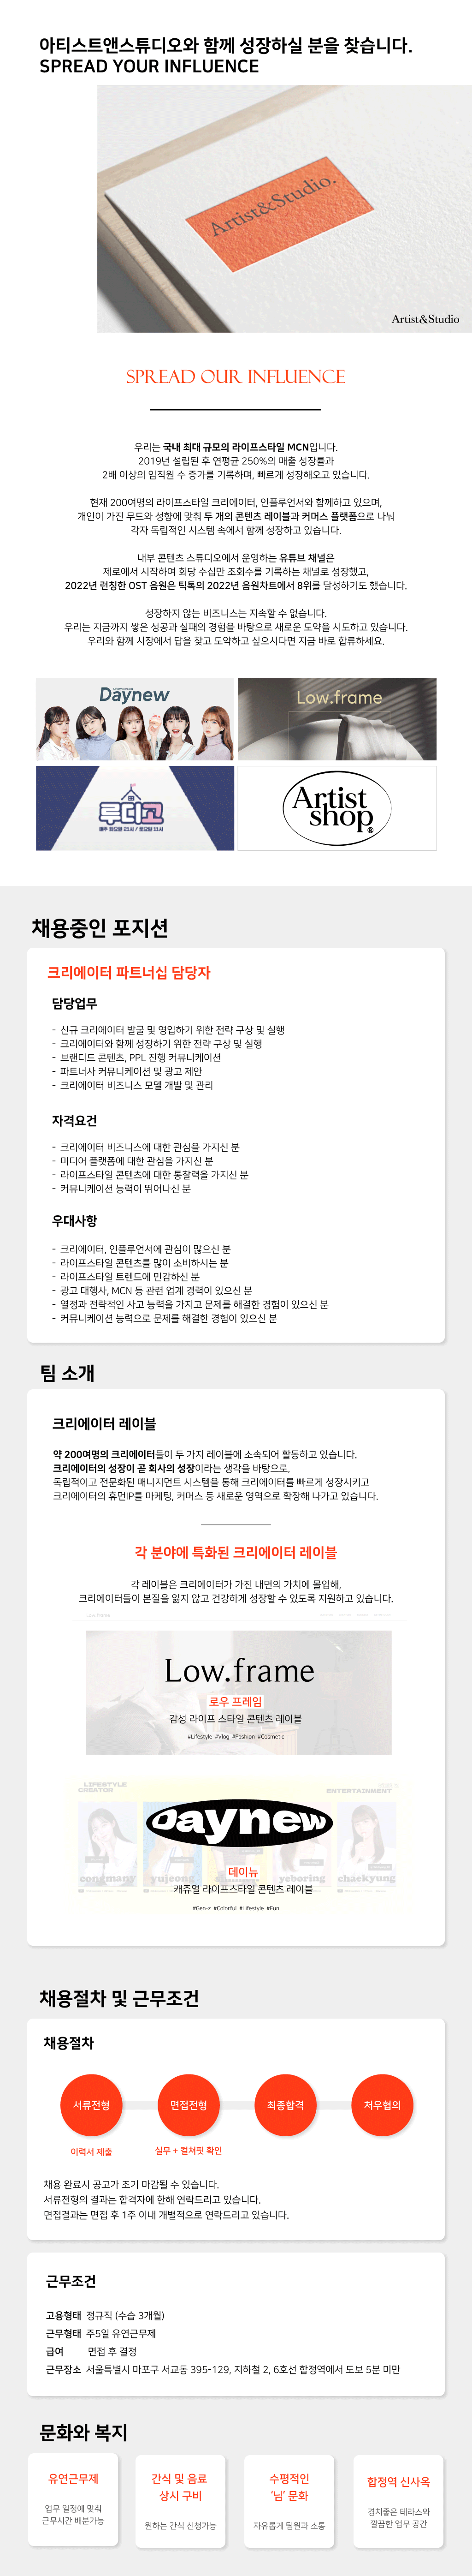 아티스트앤스튜디오와 함께 성장하실 분을 찾습니다.
SPREAD YOUR INFLUENCE
Artist&Studio.
Artist&Studio
SPREAD OUR INFLUENCE
우리는 국내 최대 규모의 라이프스타일 MCN입니다.
2019년 설립된 후 연평균 250%의 매출 성장률과
2배 이상의 임직원 수 증가를 기록하며, 빠르게 성장해오고 있습니다.
현재 200여명의 라이프스타일 크리에이터, 인플루언서와 함께하고 있으며,
개인이 가진 무드와 성향에 맞춰 두 개의 콘텐츠 레이블과 커머스 플랫폼으로 나눠
각자 독립적인 시스템 속에서 함께 성장하고 있습니다.
내부 콘텐츠 스튜디오에서 운영하는 유튜브 채널은
제로에서 시작하여 회당 수십만 조회수를 기록하는 채널로 성장했고,
2022년 런칭한 OST 음원은 틱톡의 2022년 음원차트에서 8위를 달성하기도 했습니다.
성장하지 않는 비즈니스는 지속할 수 없습니다.
우리는 지금까지 쌓은 성공과 실패의 경험을 바탕으로 새로운 도약을 시도하고 있습니다.
우리와 함께 시장에서 답을 찾고 도약하고 싶으시다면 지금 바로 합류하세요.
Daynew
Low.frame
루디고
매주 화요일 21시 / 토요일 11시
Artist
shop®
채용중인 포지션
크리에이터 파트너십 담당자
담당업무
- 신규 크리에이터 발굴 및 영입하기 위한 전략 구상 및 실행
- 크리에이터와 함께 성장하기 위한 전략 구상 및 실행
- 브랜디드 콘텐츠, PPL 진행 커뮤니케이션
- 파트너사 커뮤니케이션 및 광고 제안
- 크리에이터 비즈니스 모델 개발 및 관리
자격요건
- 크리에이터 비즈니스에 대한 관심을 가지신 분
- 미디어 플랫폼에 대한 관심을 가지신 분
- 라이프스타일 콘텐츠에 대한 통찰력을 가지신 분
- 커뮤니케이션 능력이 뛰어나신 분
우대사항
- 크리에이터, 인플루언서에 관심이 많으신 분
- 라이프스타일 콘텐츠를 많이 소비하시는 분
- 라이프스타일 트렌드에 민감하신 분
- 광고 대행사, MCN 등 관련 업계 경력이 있으신 분
- 열정과 전략적인 사고 능력을 가지고 문제를 해결한 경험이 있으신 분
- 커뮤니케이션 능력으로 문제를 해결한 경험이 있으신 분
팀 소개
크리에이터 레이블
약 200여명의 크리에이터들이 두 가지 레이블에 소속되어 활동하고 있습니다.
크리에이터의 성장이 곧 회사의 성장이라는 생각을 바탕으로,
독립적이고 전문화된 매니지먼트 시스템을 통해 크리에이터를 빠르게 성장시키고
크리에이터의 휴먼IP를 마케팅, 커머스 등 새로운 영역으로 확장해 나가고 있습니다.
각 분야에 특화된 크리에이터 레이블
각 레이블은 크리에이터가 가진 내면의 가치에 몰입해,
크리에이터들이 본질을 잃지 않고 건강하게 성장할 수 있도록 지원하고 있습니다.
Low.frame
Low.frame
로우 프레임
감성 라이프 스타일 콘텐츠 레이블
#Lifestyle #Vlog #Fashion #Cosmetic
LIFESTYLE
CREATOR
ENTERTAINMENT
Daynew
congmany
yujeong
yeboring
chaekyung
데이뉴
캐쥬얼 라이프스타일 콘텐츠 레이블
#Gen-z #Colorful #Lifestyle #Fun
채용절차 및 근무조건
채용절차
서류전형
면접전형
최종합격
처우협의
이력서 제출
실무 + 컬쳐핏 확인
채용 완료시 공고가 조기 마감될 수 있습니다.
서류전형의 결과는 합격자에 한해 연락드리고 있습니다.
면접결과는 면접 후 1주 이내 개별적으로 연락드리고 있습니다.
근무조건
고용형태 정규직 (수습 3개월)
근무형태 주5일 유연근무제
급여 면접 후 결정
근무장소 서울특별시 마포구 서교동 395-129, 지하철 2, 6호선 합정역에서 도보 5분 미만
문화와 복지
유연근무제
업무 일정에 맞춰
근무시간 배분가능
간식 및 음료
상시 구비
원하는 간식 신청가능
수평적인
'님' 문화
자유롭게 팀원과 소통
합정역 신사옥
경치좋은 테라스와
깔끔한 업무 공간